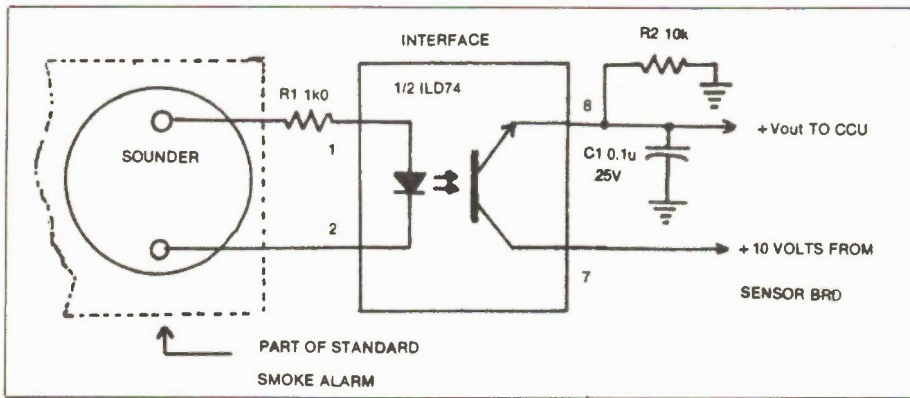 INTERFACE
R2 10k
R1 1k0
1/2 ILD74
8
1
+Vout TO CCU
SOUNDER
C1 0.1u
25V
2
+10 VOLTS FROM
7
SENSOR BRD
PART OF STANDARD
SMOKE ALARM